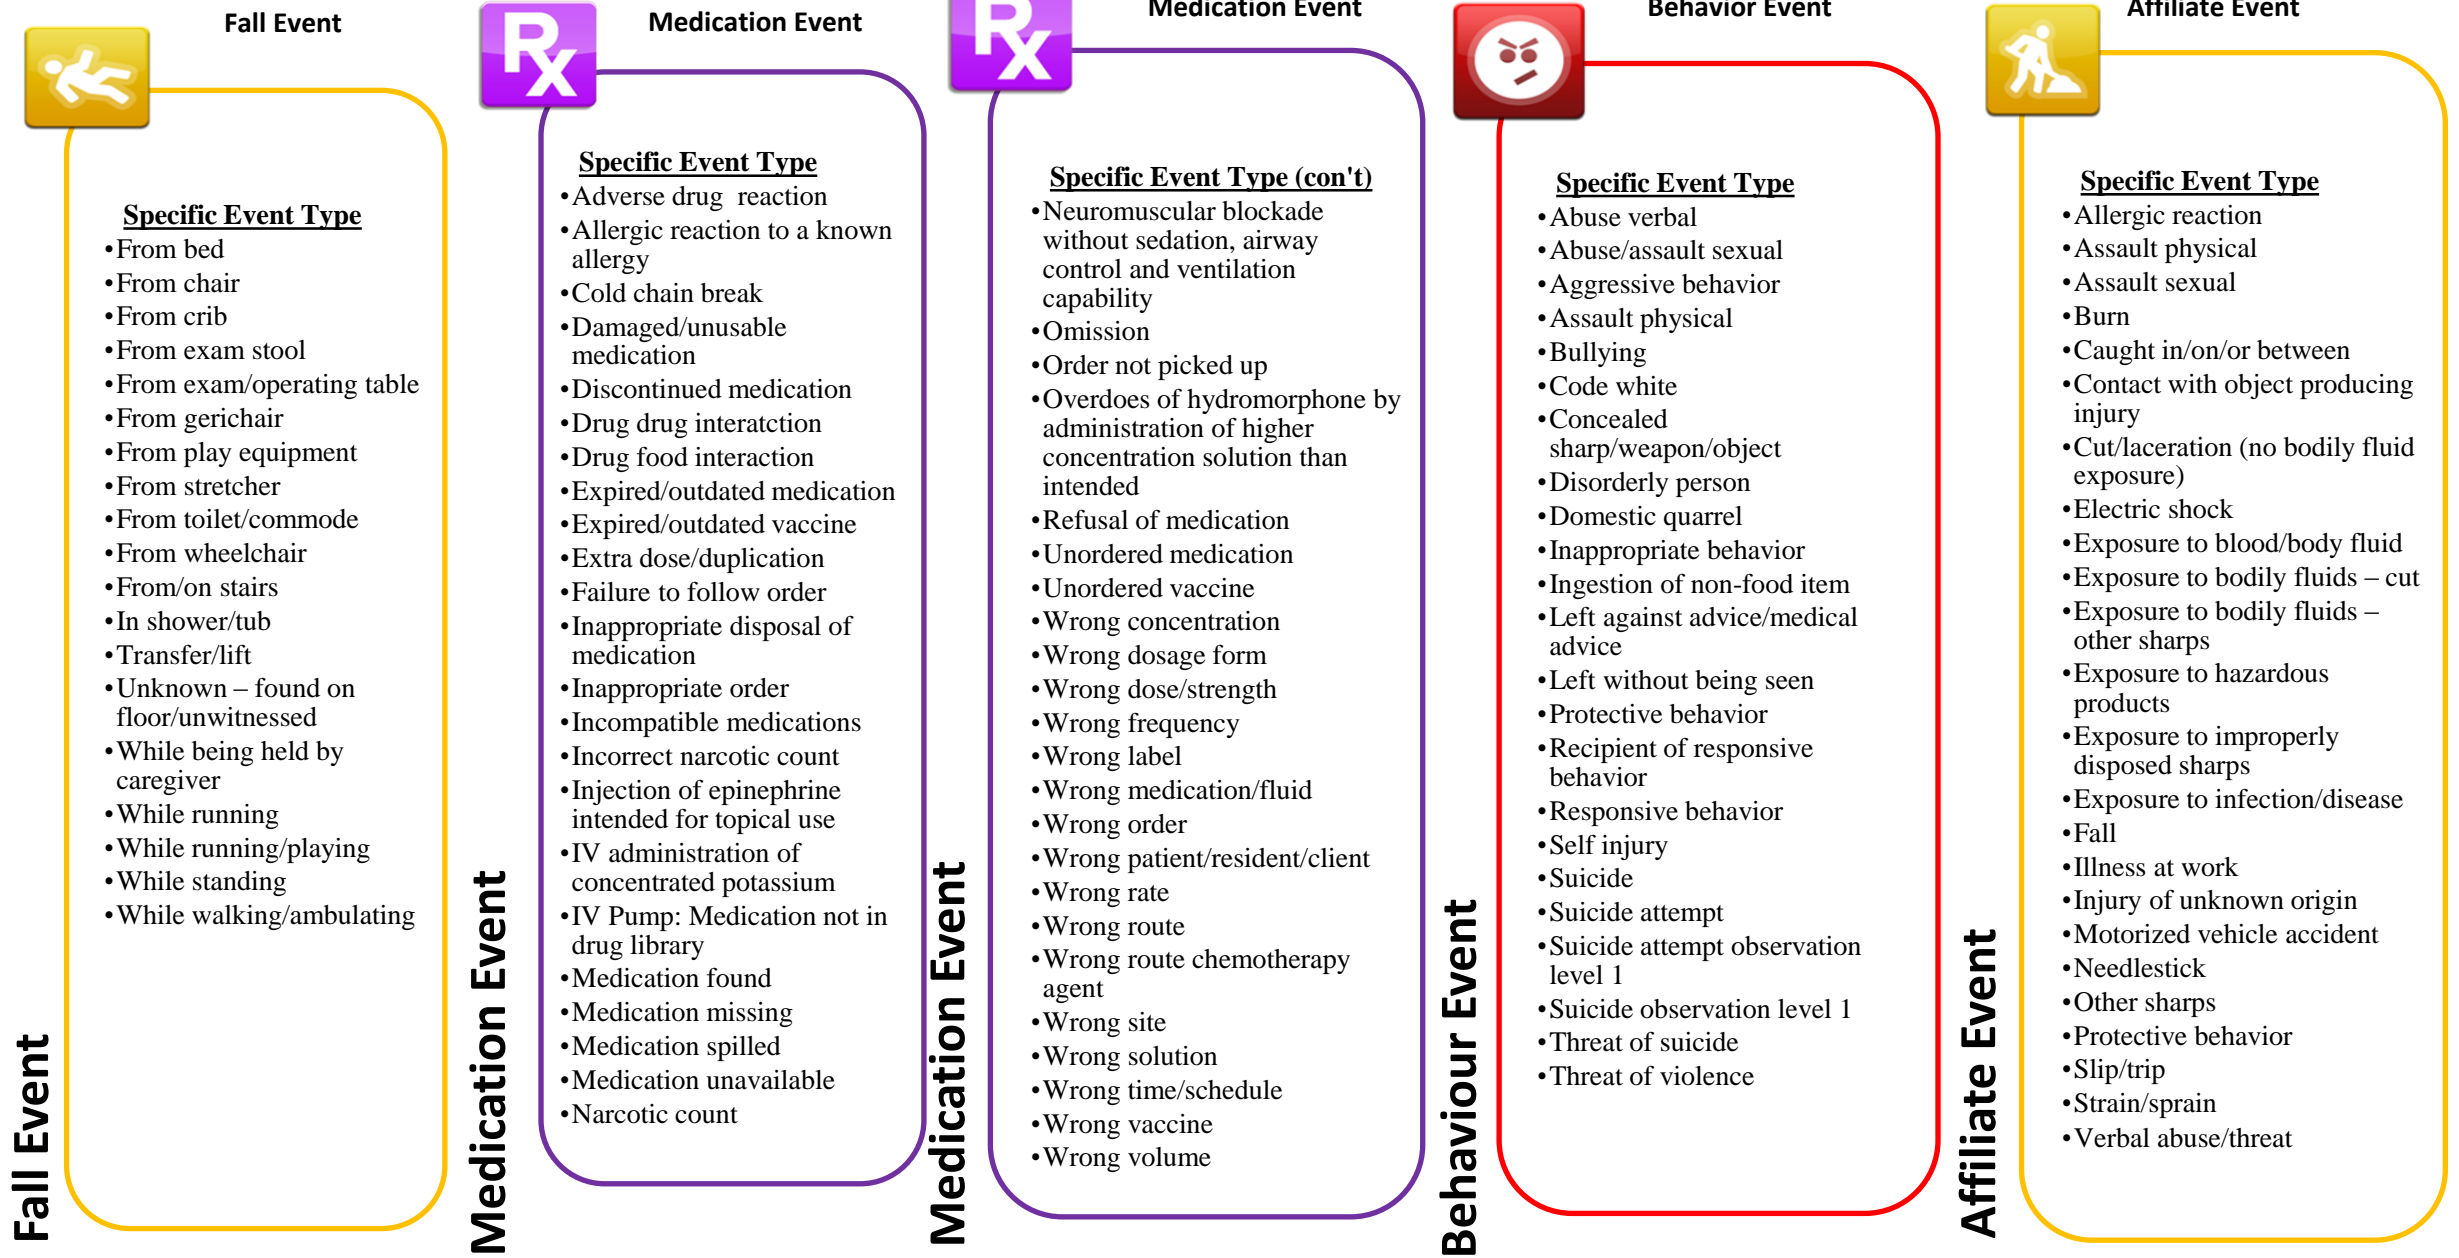 Fall Event
Specific Event Type
•From bed
•From chair
•From crib
•From exam stool
•From exam/operating table
•From gerichair
•From play equipment
•From stretcher
•From toilet/commode
•From wheelchair
•From/on stairs
•In shower/tub
•Transfer/lift
•Unknown – found on
floor/unwitnessed
•While being held by
caregiver
•While running
•While running/playing
•While standing
•While walking/ambulating
Fall Event
Rx
Medication Event
Specific Event Type
•Adverse drug reaction
•Allergic reaction to a known
allergy
•Cold chain break
•Damaged/unusable
medication
•Discontinued medication
•Drug drug interatction
•Drug food interaction
•Expired/outdated medication
•Expired/outdated vaccine
•Extra dose/duplication
•Failure to follow order
•Inappropriate disposal of
medication
•Inappropriate order
•Incompatible medications
•Incorrect narcotic count
•Injection of epinephrine
intended for topical use
•IV administration of
concentrated potassium
•IV Pump: Medication not in
drug library
•Medication found
•Medication missing
•Medication spilled
•Medication unavailable
•Narcotic count
Medication Event
Rx
Medication Event
Specific Event Type (con't)
•Neuromuscular blockade
without sedation, airway
control and ventilation
capability
•Omission
•Order not picked up
•Overdoes of hydromorphone by
administration of higher
concentration solution than
intended
•Refusal of medication
•Unordered medication
•Unordered vaccine
•Wrong concentration
•Wrong dosage form
•Wrong dose/strength
•Wrong frequency
•Wrong label
•Wrong medication/fluid
•Wrong order
•Wrong patient/resident/client
•Wrong rate
•Wrong route
•Wrong route chemotherapy
agent
•Wrong site
•Wrong solution
•Wrong time/schedule
•Wrong vaccine
•Wrong volume
Medication Event
Behavior Event
Specific Event Type
•Abuse verbal
•Abuse/assault sexual
•Aggressive behavior
•Assault physical
•Bullying
•Code white
•Concealed
sharp/weapon/object
•Disorderly person
•Domestic quarrel
•Inappropriate behavior
•Ingestion of non-food item
•Left against advice/medical
advice
•Left without being seen
•Protective behavior
•Recipient of responsive
behavior
•Responsive behavior
•Self injury
•Suicide
•Suicide attempt
•Suicide attempt observation
level 1
•Suicide observation level 1
•Threat of suicide
•Threat of violence
Behaviour Event
Affiliate Event
Specific Event Type
•Allergic reaction
•Assault physical
•Assault sexual
•Burn
•Caught in/on/or between
•Contact with object producing
injury
•Cut/laceration (no bodily fluid
exposure)
•Electric shock
•Exposure to blood/body fluid
•Exposure to bodily fluids – cut
•Exposure to bodily fluids –
other sharps
•Exposure to hazardous
products
•Exposure to improperly
disposed sharps
•Exposure to infection/disease
•Fall
•Illness at work
•Injury of unknown origin
•Motorized vehicle accident
•Needlestick
•Other sharps
•Protective behavior
•Slip/trip
•Strain/sprain
•Verbal abuse/threat
Affiliate Event